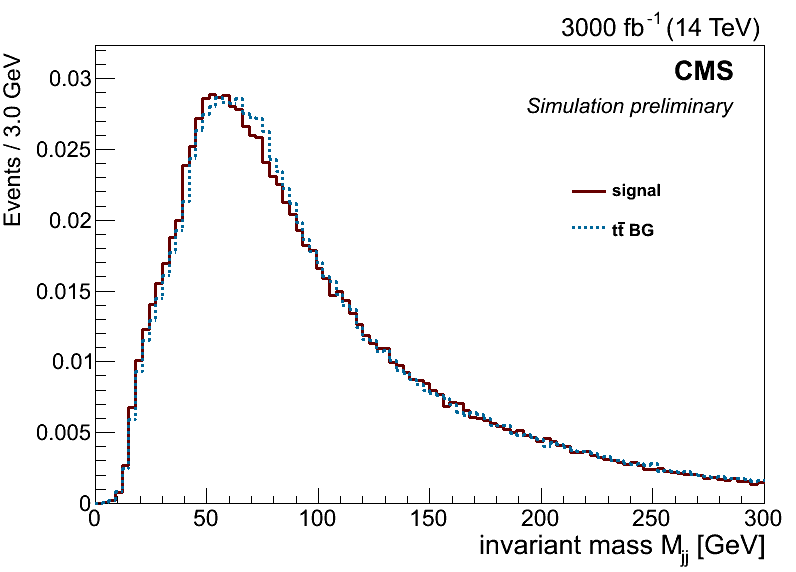 3000 fb⁻¹ (14 TeV)
CMS
Simulation preliminary
signal
tt̄ BG
Events / 3.0 GeV
0.03
0.025
0.02
0.015
0.01
0.005
0
0 50 100 150 200 250 300
invariant mass Mjj [GeV]